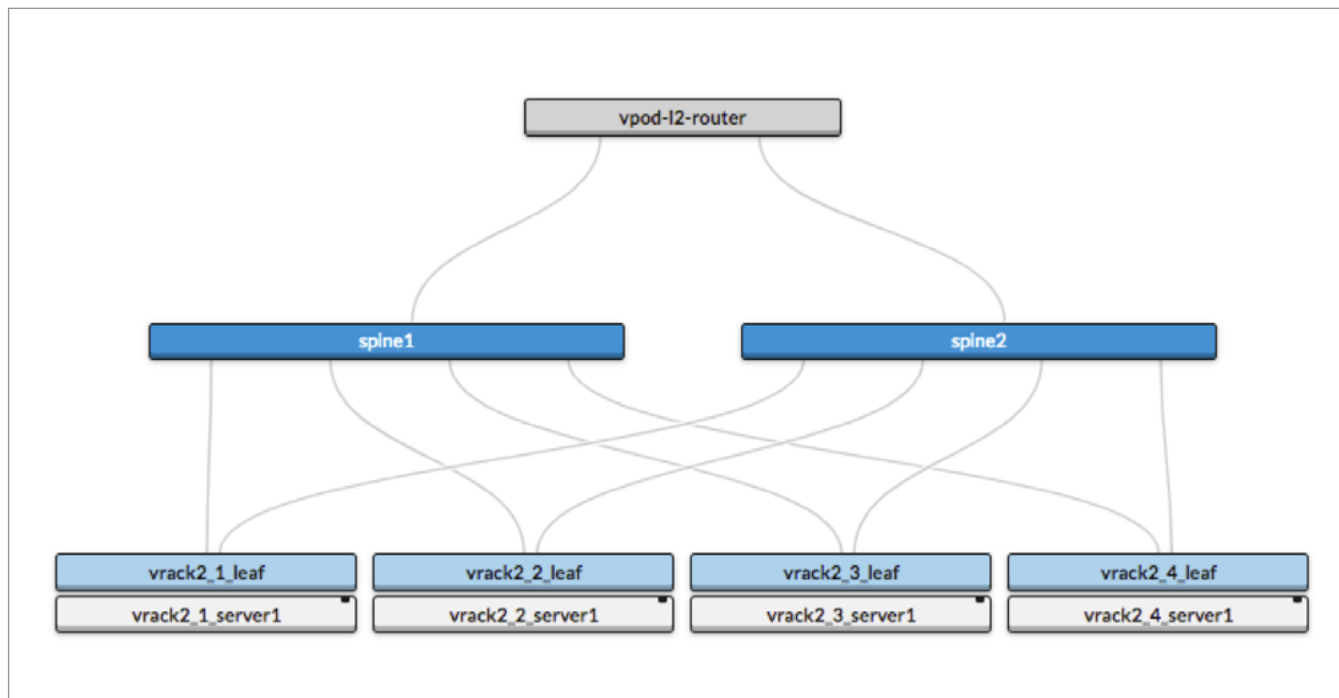 vpod-l2-router
spine1
spine2
vrack2_1_leaf
vrack2_2_leaf
vrack2_3_leaf
vrack2_4_leaf
vrack2_1_server1
vrack2_2_server1
vrack2_3_server1
vrack2_4_server1